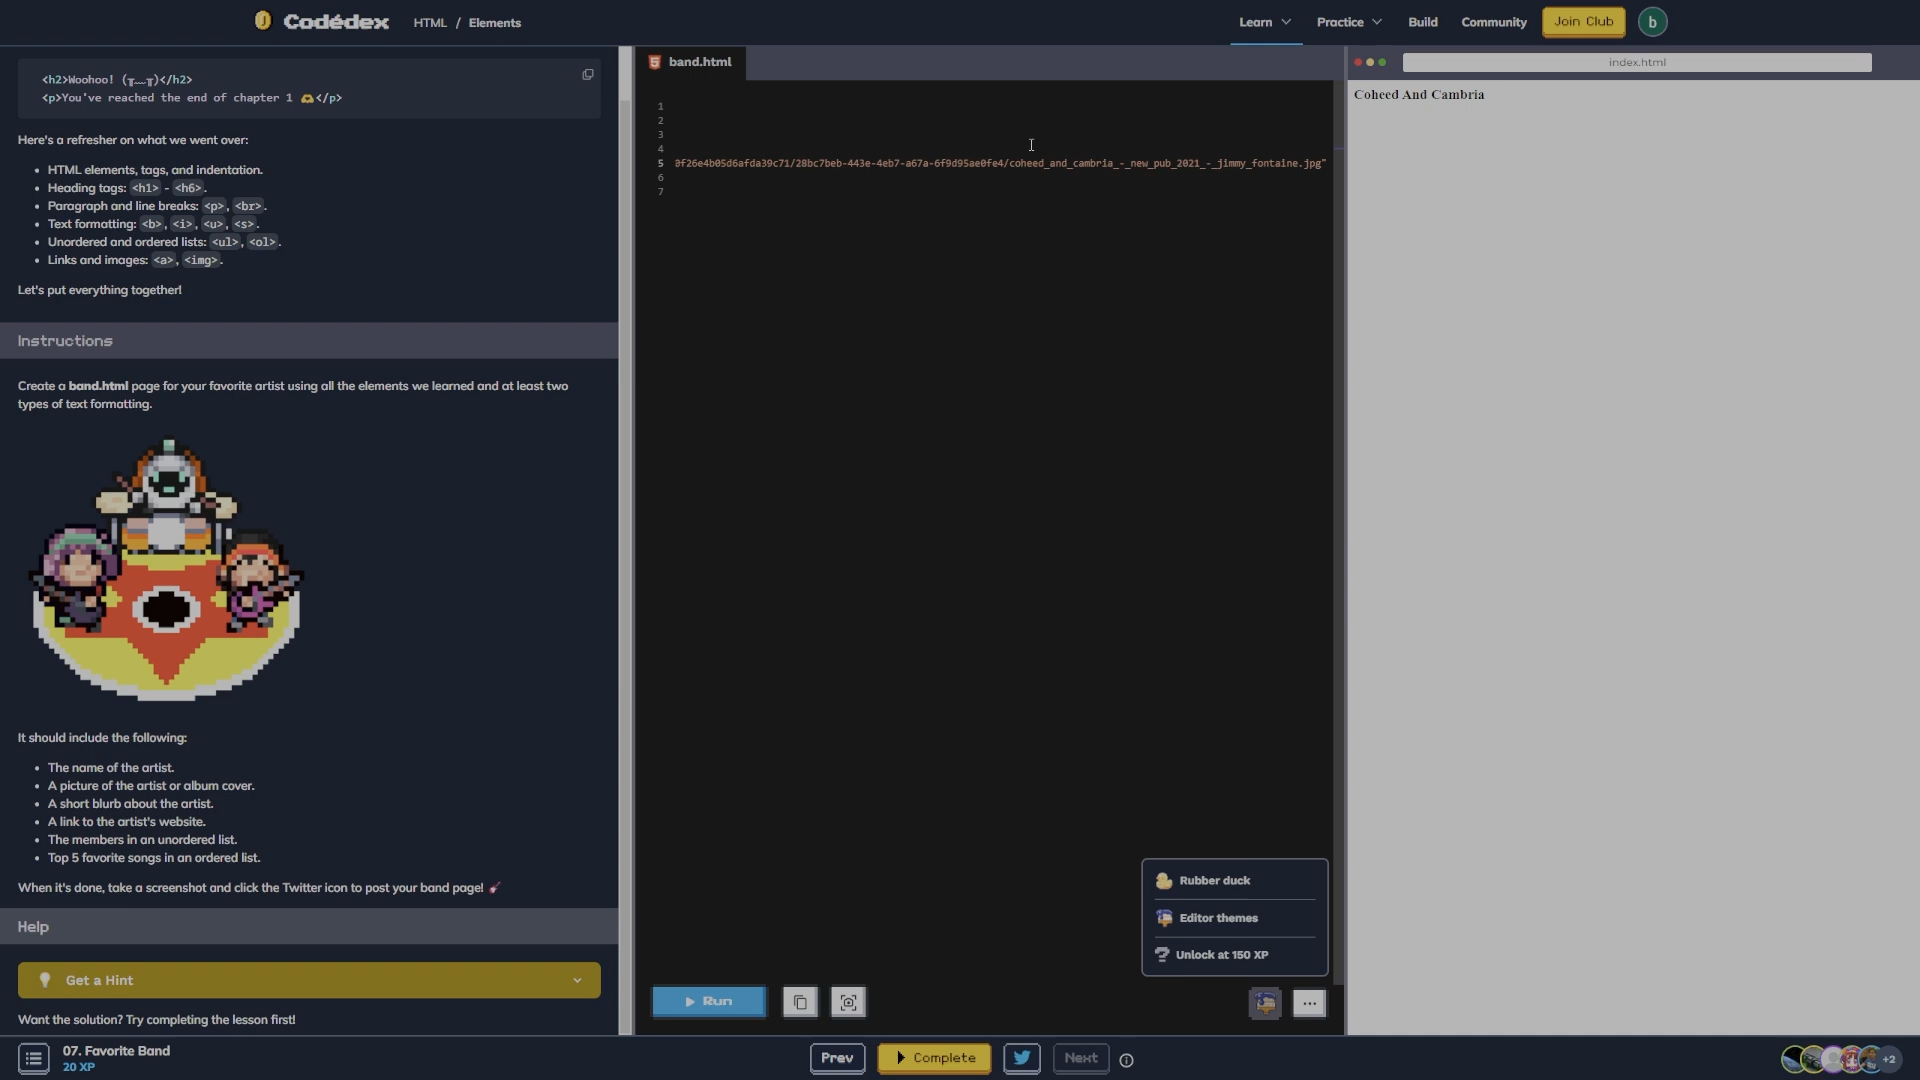 Codédex HTML / Elements Learn Practice Build Community Join Club b
<h2>Woohoo! (╥﹏╥)</h2>
<p>You've reached the end of chapter 1 🫶</p>
Here's a refresher on what we went over:
HTML elements, tags, and indentation.
Heading tags: <h1> - <h6>.
Paragraph and line breaks: <p>, <br>.
Text formatting: <b>, <i>, <u>, <s>.
Unordered and ordered lists: <ul>, <ol>.
Links and images: <a>, <img>.
Let's put everything together!
Instructions
Create a band.html page for your favorite artist using all the elements we learned and at least two
types of text formatting.
It should include the following:
The name of the artist.
A picture of the artist or album cover.
A short blurb about the artist.
A link to the artist's website.
The members in an unordered list.
Top 5 favorite songs in an ordered list.
When it's done, take a screenshot and click the Twitter icon to post your band page! 🎸
Help
Get a Hint
Want the solution? Try completing the lesson first!
band.html
1
2
3
4
5 9f26e4b05d6afda39c71/28bc7beb-443e-4eb7-a67a-6f9d95ae0fe4/coheed_and_cambria_-_new_pub_2021_-_jimmy_fontaine.jpg"
6
7
Rubber duck
Editor themes
? Unlock at 150 XP
Run
...
index.html
Coheed And Cambria
07. Favorite Band
20 XP
Prev Complete Next
+2